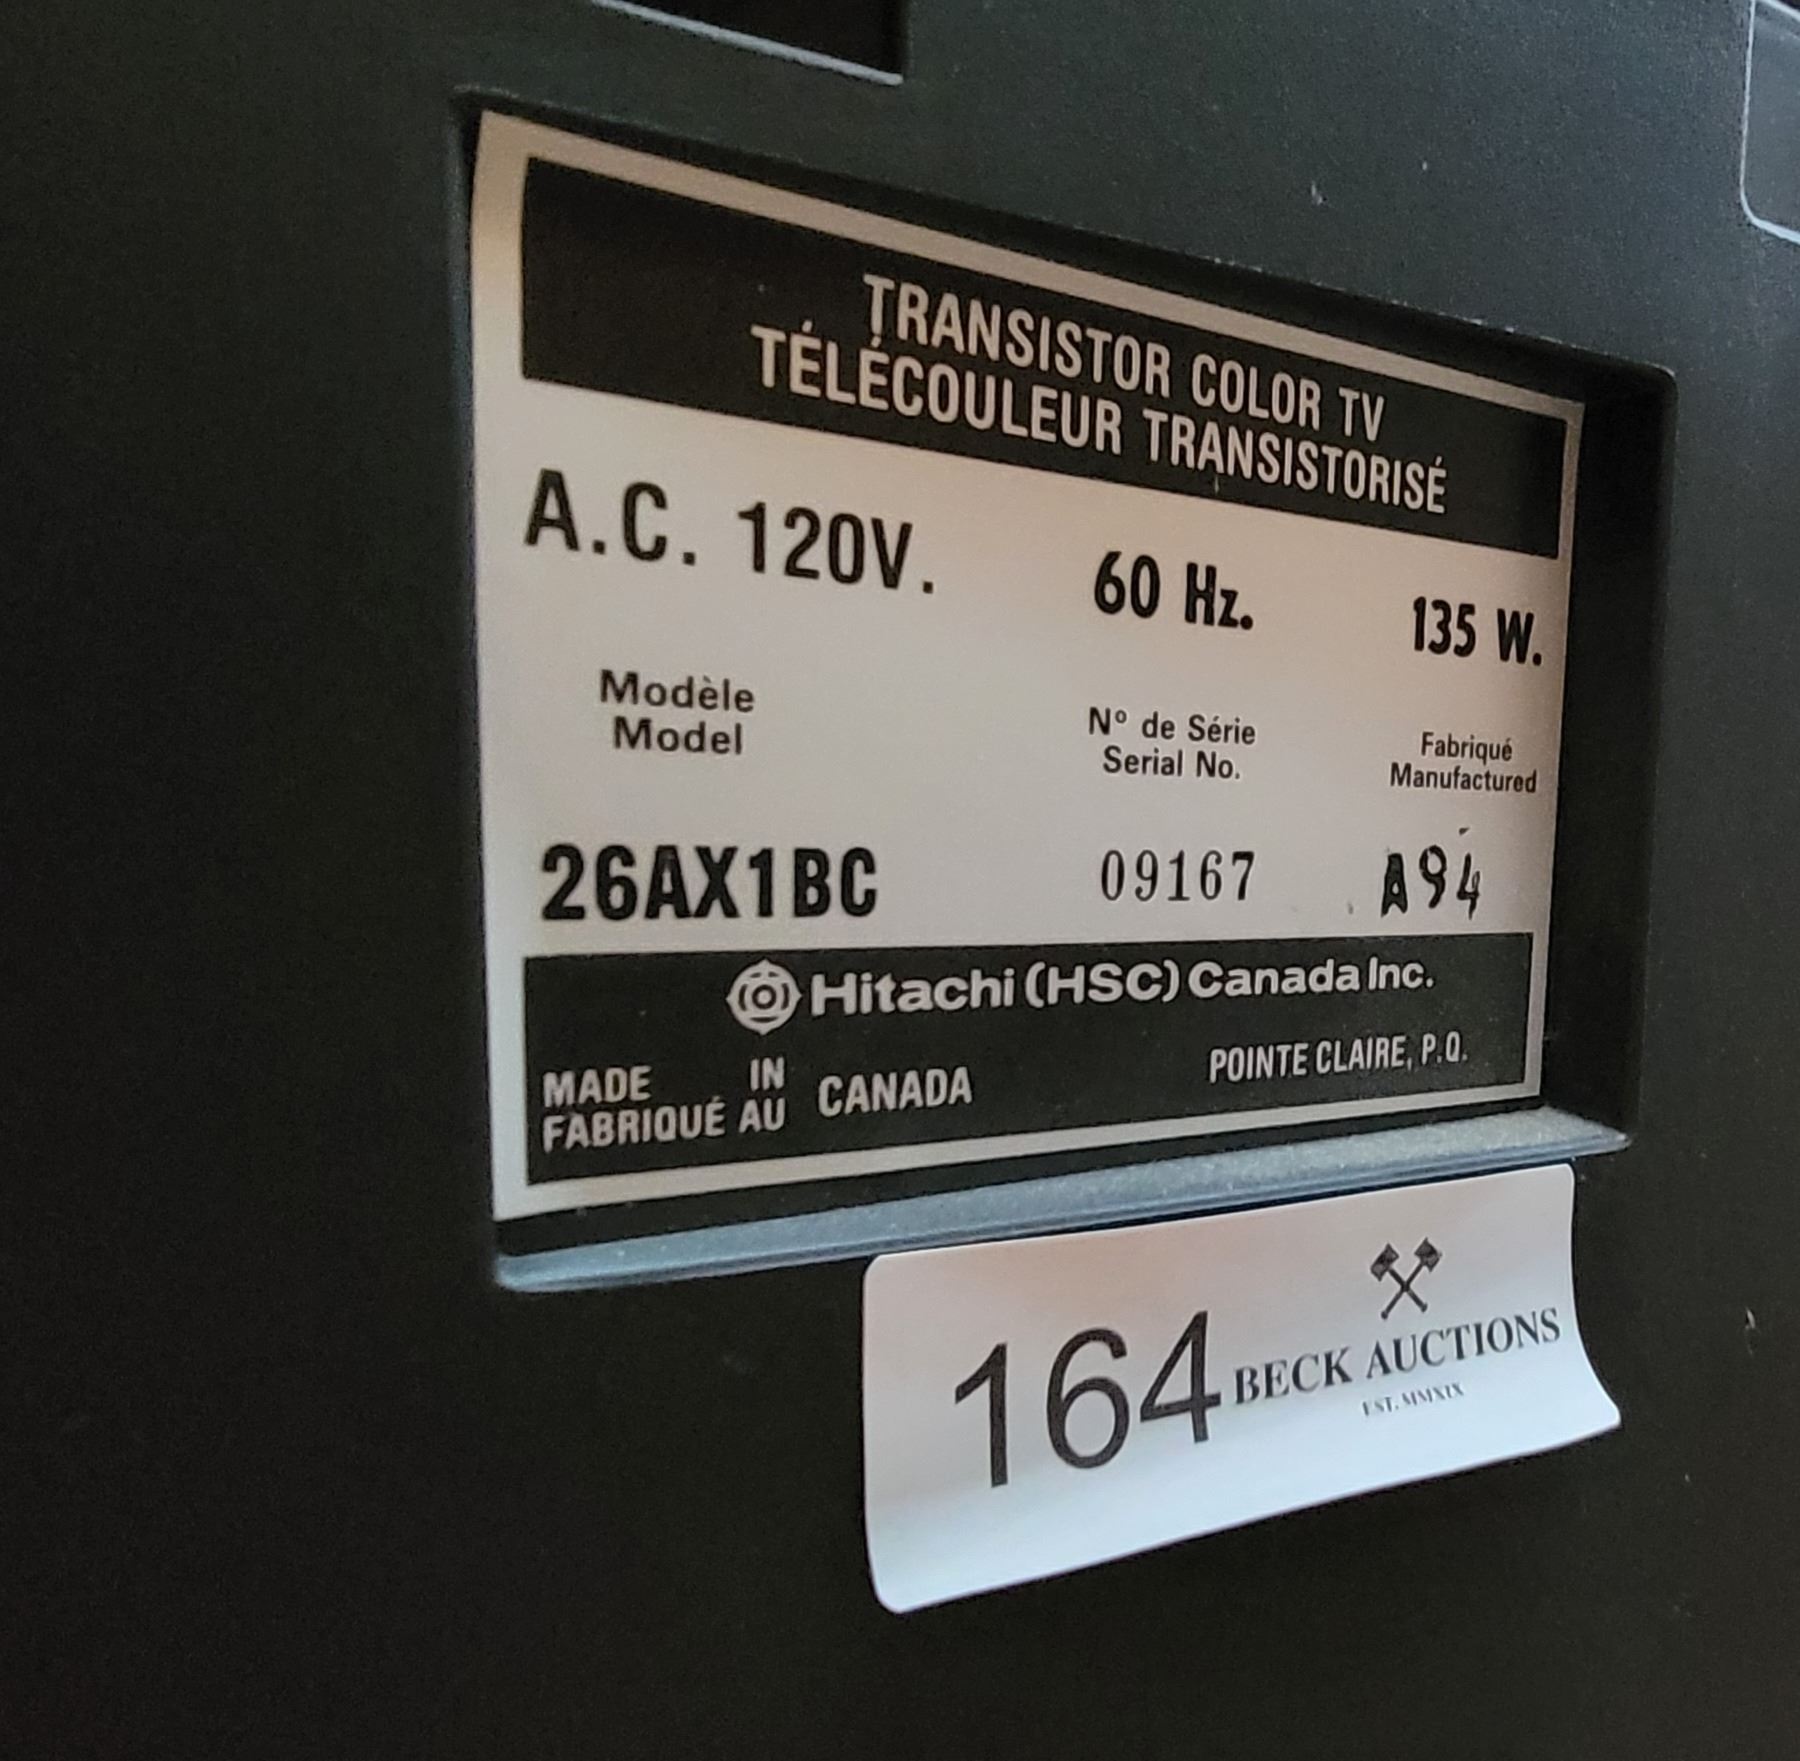 TRANSISTOR COLOR TV
TÉLÉCOULEUR TRANSISTORISÉ
A.C. 120V. 60 Hz. 135 W.
Modèle Nº de Série Fabriqué
Model Serial No. Manufactured
26AX1BC 09167 A94
Hitachi (HSC) Canada Inc.
MADE IN CANADA POINTE CLAIRE, P.Q.
FABRIQUÉ AU
164 BECK AUCTIONS
EST. MMXIX